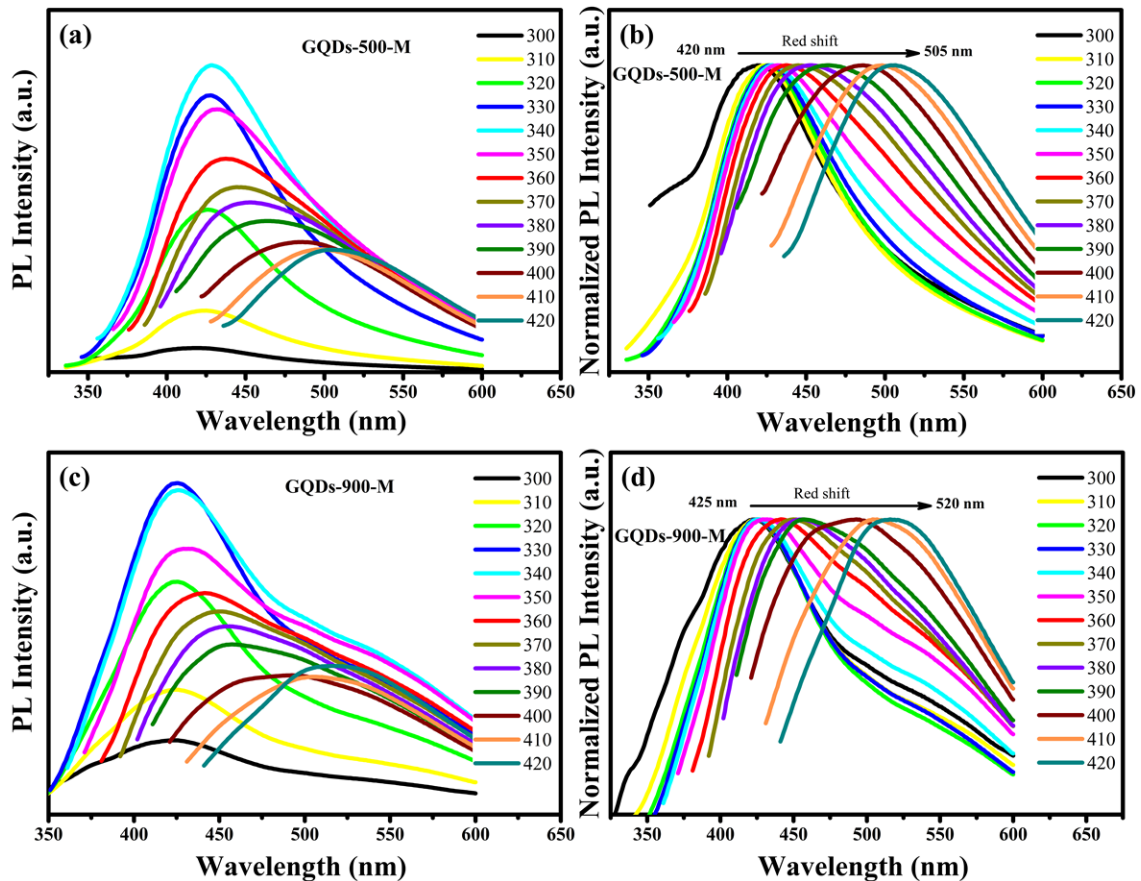 (a)
GQDs-500-M
300
310
320
330
340
350
360
370
380
390
400
410
420
PL Intensity (a.u.)
350 400 450 500 550 600 650
Wavelength (nm)
(b)
420 nm Red shift 505 nm
GQDs-500-M
300
310
320
330
340
350
360
370
380
390
400
410
420
Normalized PL Intensity (a.u.)
350 400 450 500 550 600 650
Wavelength (nm)
(c)
GQDs-900-M
300
310
320
330
340
350
360
370
380
390
400
410
420
PL Intensity (a.u.)
350 400 450 500 550 600 650
Wavelength (nm)
(d)
425 nm Red shift 520 nm
GQDs-900-M
300
310
320
330
340
350
360
370
380
390
400
410
420
Normalized PL Intensity (a.u.)
350 400 450 500 550 600 650
Wavelength (nm)